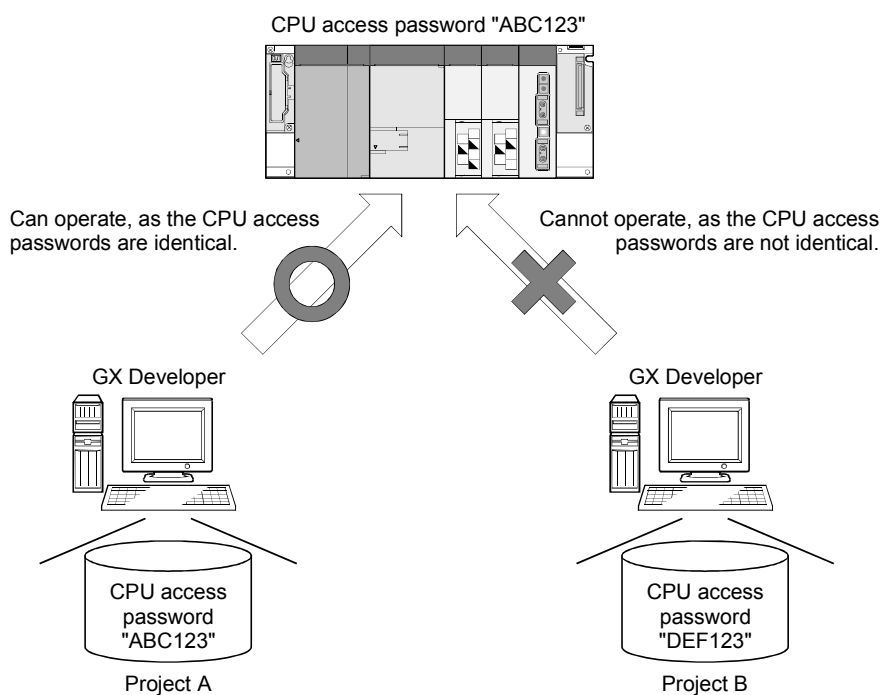 CPU access password "ABC123"
Can operate, as the CPU access
passwords are identical.
Cannot operate, as the CPU access
passwords are not identical.
GX Developer
GX Developer
CPU access
password
"ABC123"
CPU access
password
"DEF123"
Project A
Project B